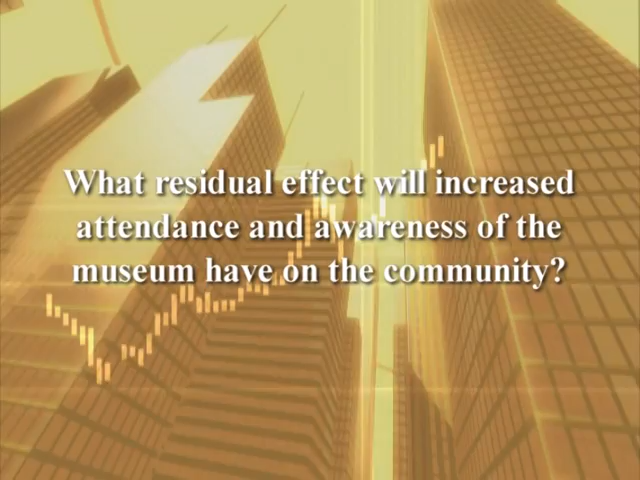 What residual effect will increased
attendance and awareness of the
museum have on the community?